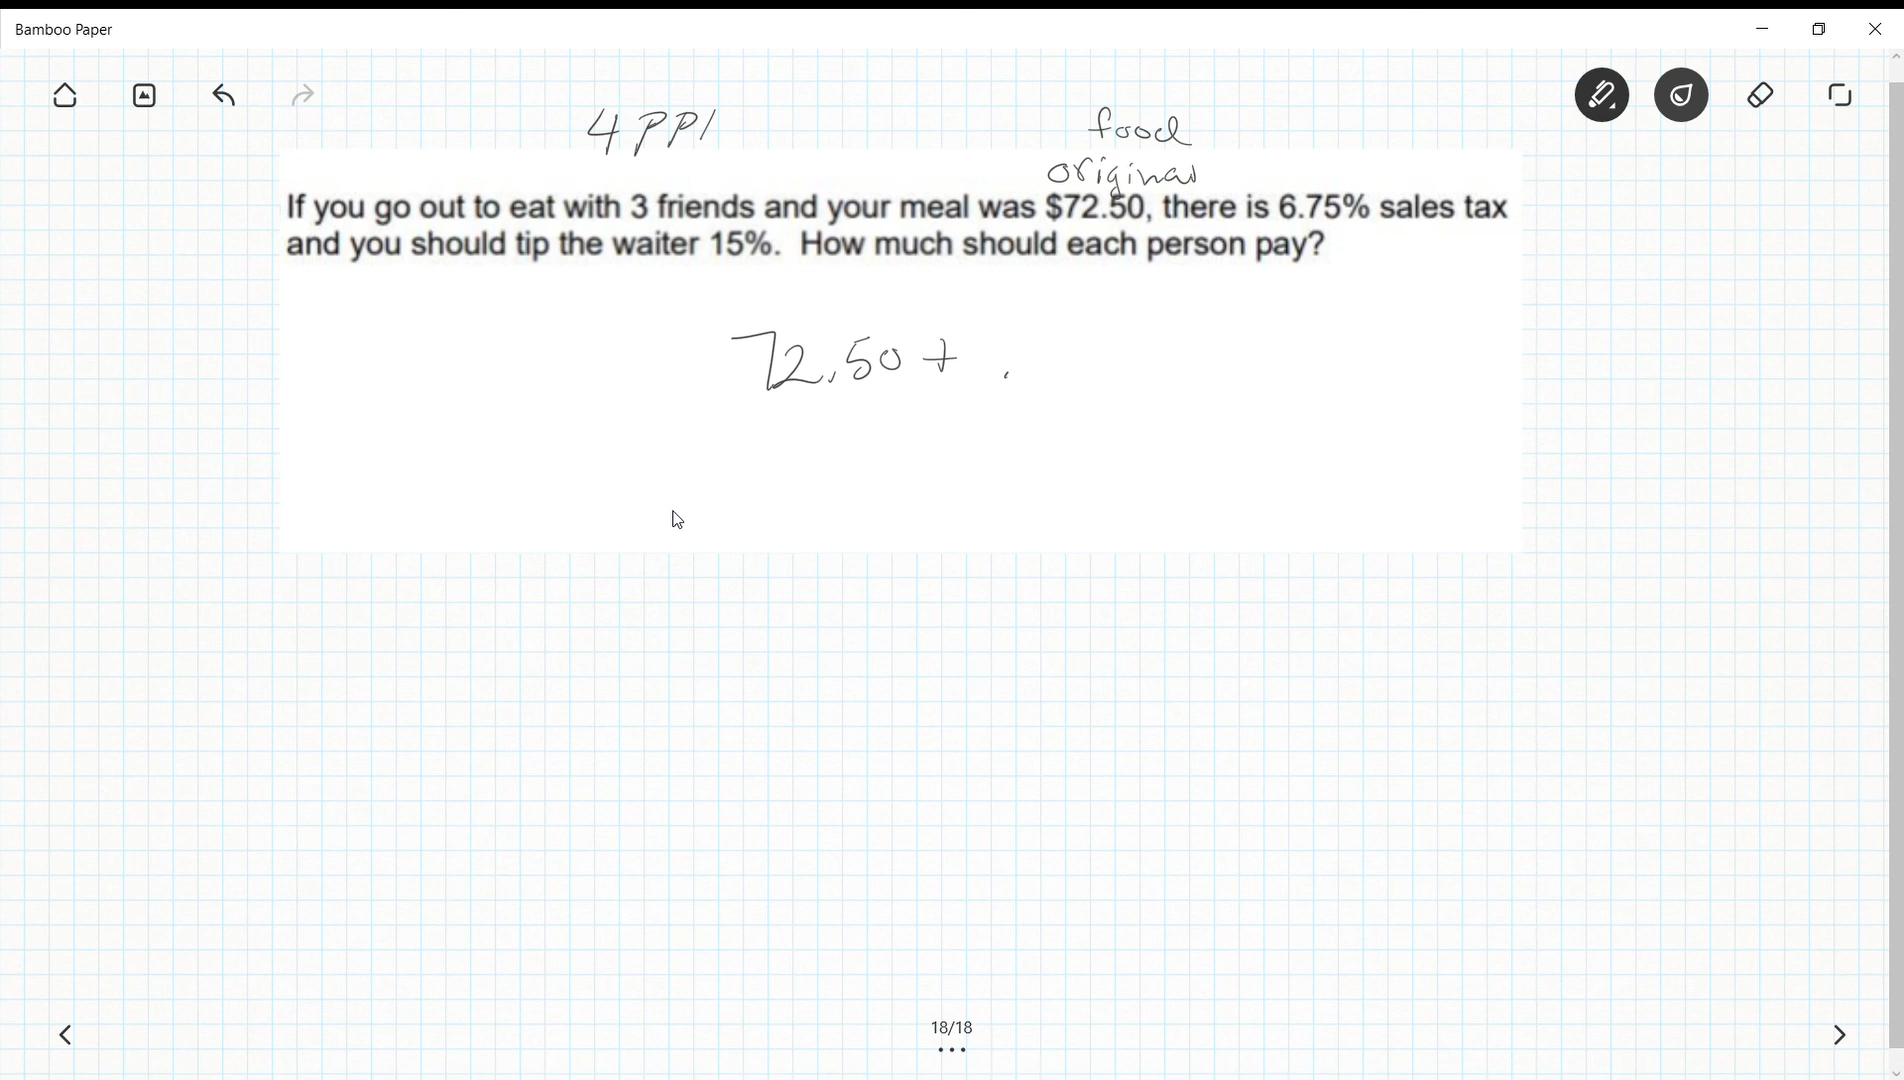 Bamboo Paper
4 PPl
food
original
If you go out to eat with 3 friends and your meal was $72.50, there is 6.75% sales tax
and you should tip the waiter 15%. How much should each person pay?
72.50 + .
18/18